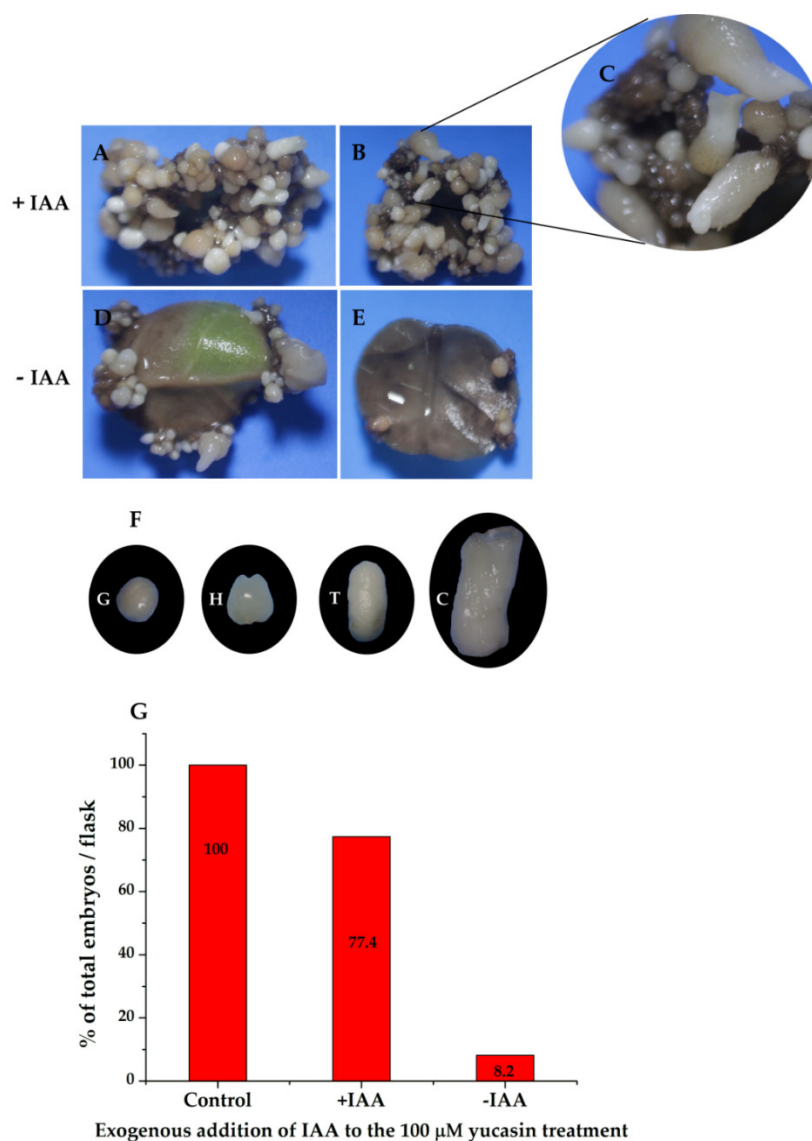 C
A
B
+ IAA
D
E
- IAA
F
G
H
T
C
G
100
80
60
40
20
0
% of total embryos / flask
100
77.4
8.2
Control
+IAA
-IAA
Exogenous addition of IAA to the 100 μM yucasin treatment